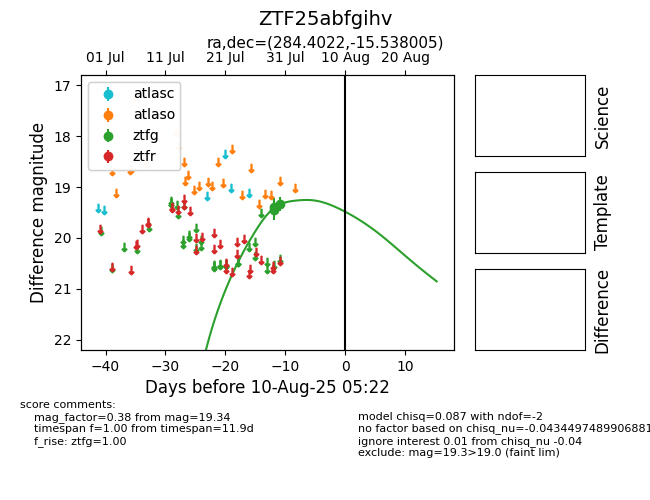 ZTF25abfgihv
ra,dec=(284.4022,-15.538005)
01 Jul 11 Jul 21 Jul 31 Jul 10 Aug 20 Aug
atlasc
atlaso
ztfg
ztfr
17
18
19
20
21
22
Difference magnitude
−40 −30 −20 −10 0 10
Days before 10-Aug-25 05:22
Science
Template
Difference
score comments:
mag_factor=0.38 from mag=19.34
timespan f=1.00 from timespan=11.9d
f_rise: ztfg=1.00
model chisq=0.087 with ndof=-2
no factor based on chisq_nu=-0.0434497489906881
ignore interest 0.01 from chisq_nu -0.04
exclude: mag=19.3>19.0 (faint lim)